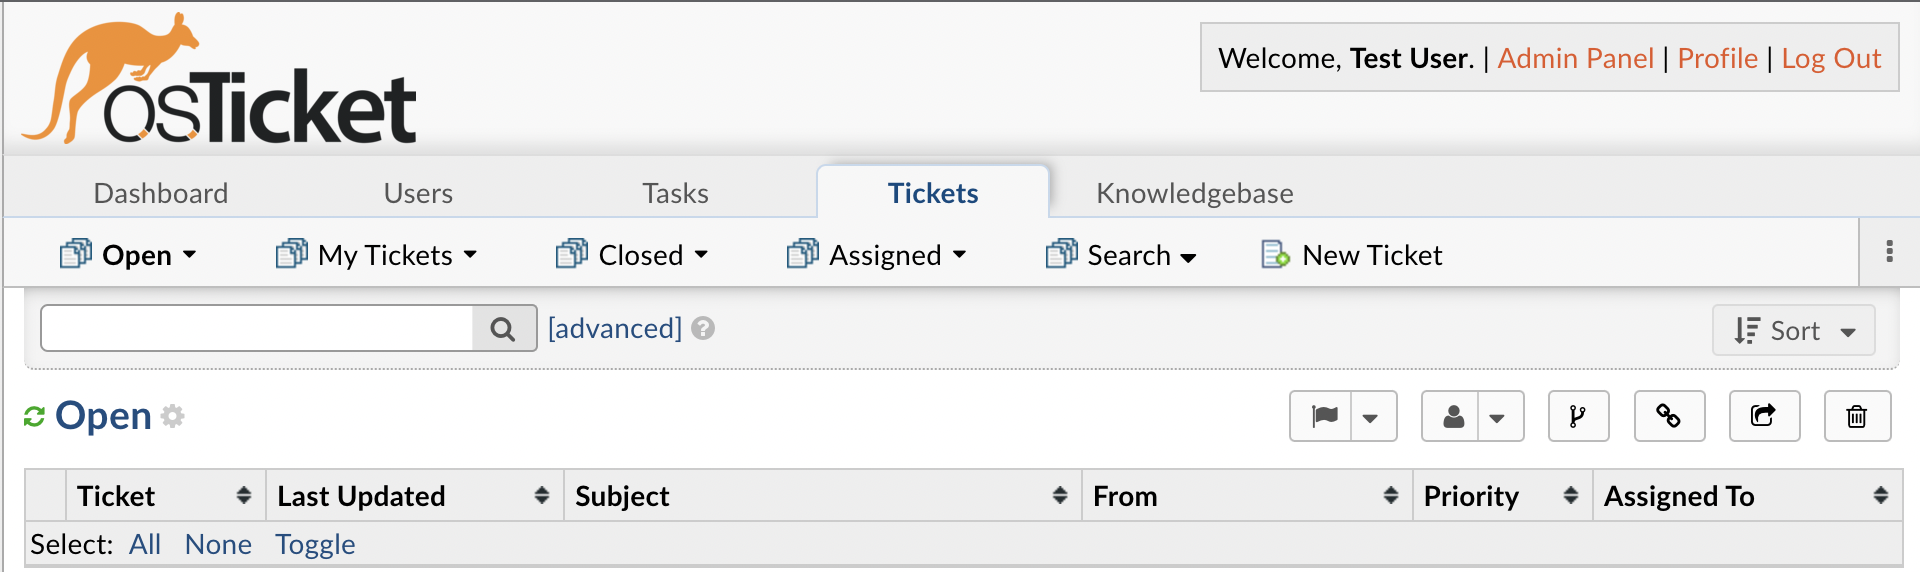 osTicket
Welcome, Test User. | Admin Panel | Profile | Log Out
Dashboard Users Tasks Tickets Knowledgebase
Open My Tickets Closed Assigned Search New Ticket
[advanced] ? Sort
Open
Ticket Last Updated Subject From Priority Assigned To
Select: All None Toggle